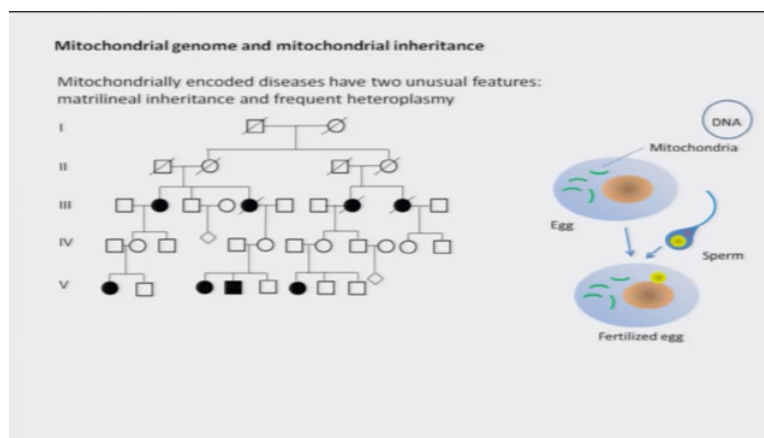 Mitochondrial genome and mitochondrial inheritance
Mitochondrially encoded diseases have two unusual features:
matrilineal inheritance and frequent heteroplasmy
I
II
III
IV
V
DNA
Mitochondria
Egg
Sperm
Fertilized egg